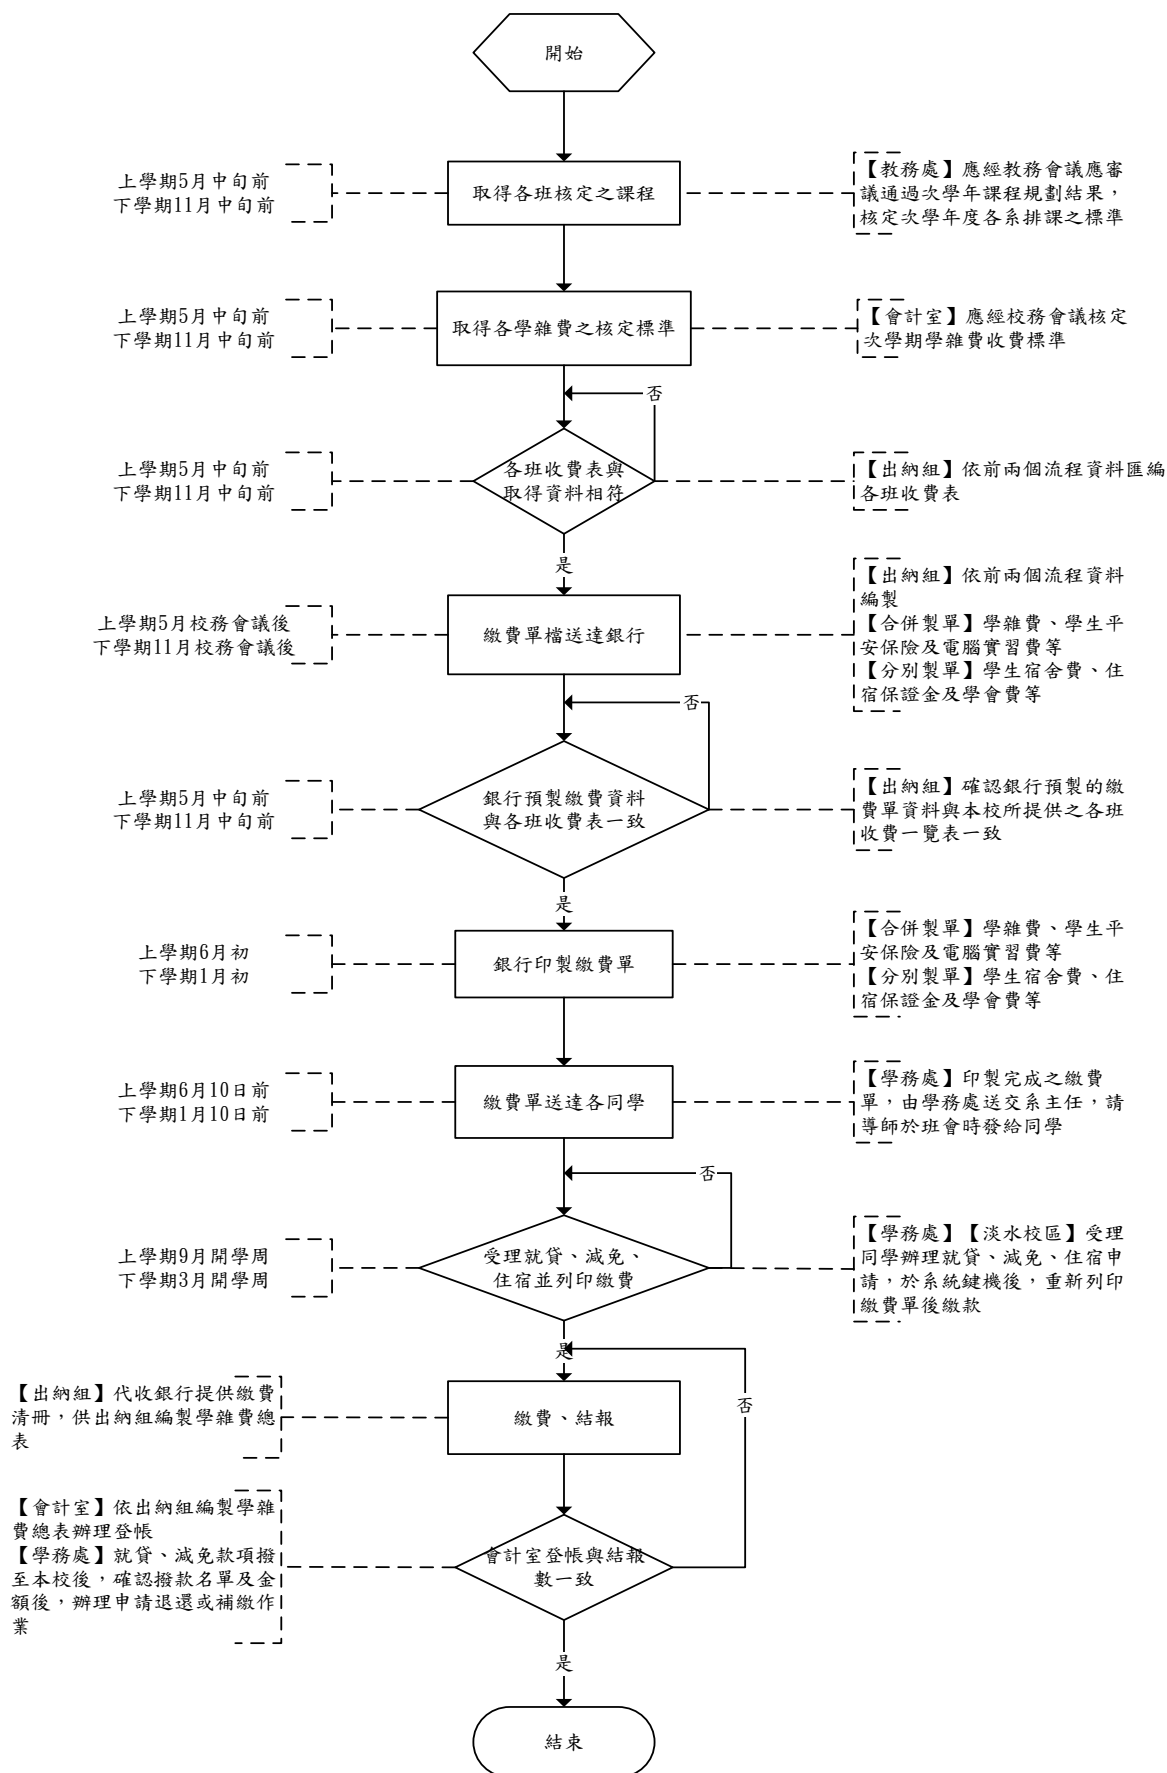 開始
上學期5月中旬前
下學期11月中旬前
取得各班核定之課程
【教務處】應經教務會議應審
議通過次學年課程規劃結果，
核定次學年度各系排課之標準
上學期5月中旬前
下學期11月中旬前
取得各學雜費之核定標準
【會計室】應經校務會議核定
次學期學雜費收費標準
否
上學期5月中旬前
下學期11月中旬前
各班收費表與
取得資料相符
【出納組】依前兩個流程資料匯編
各班收費表
是
上學期5月校務會議後
下學期11月校務會議後
繳費單檔送達銀行
【出納組】依前兩個流程資料
編製
【合併製單】學雜費、學生平
安保險及電腦實習費等
【分別製單】學生宿舍費、住
宿保證金及學會費等
否
上學期5月中旬前
下學期11月中旬前
銀行預製繳費資料
與各班收費表一致
【出納組】確認銀行預製的繳
費單資料與本校所提供之各班
收費一覽表一致
是
上學期6月初
下學期1月初
銀行印製繳費單
【合併製單】學雜費、學生平
安保險及電腦實習費等
【分別製單】學生宿舍費、住
宿保證金及學會費等
上學期6月10日前
下學期1月10日前
繳費單送達各同學
【學務處】印製完成之繳費
單，由學務處送交系主任，請
導師於班會時發給同學
否
上學期9月開學周
下學期3月開學周
受理就貸、減免、
住宿並列印繳費
【學務處】【淡水校區】受理
同學辦理就貸、減免、住宿申
請，於系統鍵機後，重新列印
繳費單後繳款
是
【出納組】代收銀行提供繳費
清冊，供出納組編製學雜費總
表
繳費、結報
否
【會計室】依出納組編製學雜
費總表辦理登帳
【學務處】就貸、減免款項撥
至本校後，確認撥款名單及金
額後，辦理申請退還或補繳作
業
會計室登帳與結報
數一致
是
結束